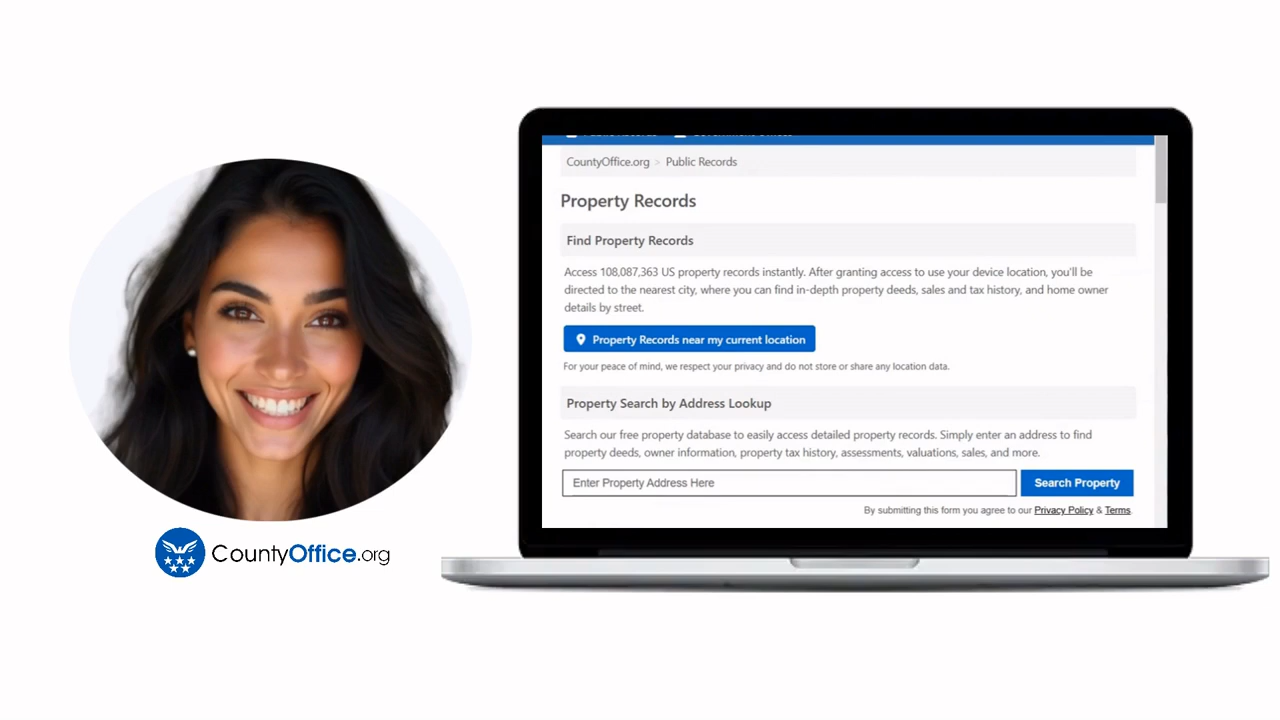 CountyOffice.org > Public Records
Property Records
Find Property Records
Access 108,087,363 US property records instantly. After granting access to use your device location, you'll be
directed to the nearest city, where you can find in-depth property deeds, sales and tax history, and home owner
details by street.
Property Records near my current location
For your peace of mind, we respect your privacy and do not store or share any location data.
Property Search by Address Lookup
Search our free property database to easily access detailed property records. Simply enter an address to find
property deeds, owner information, property tax history, assessments, valuations, sales, and more.
Enter Property Address Here
Search Property
By submitting this form you agree to our Privacy Policy & Terms.
CountyOffice.org